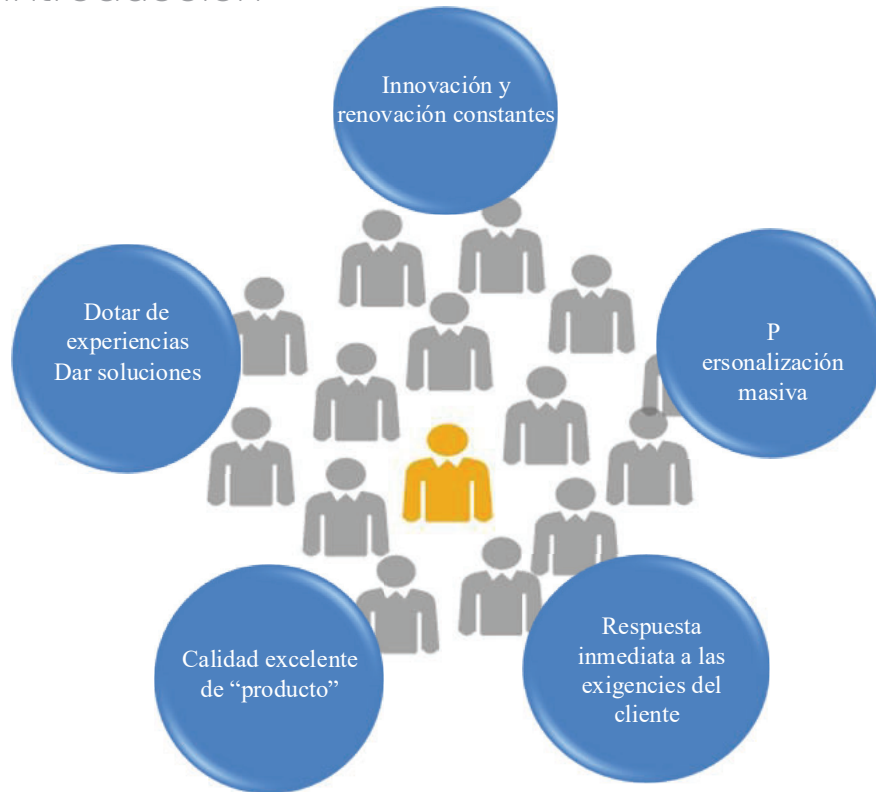 Innovación y
renovación constantes
Dotar de
experiencias
Dar soluciones
P
ersonalización
masiva
Calidad excelente
de “producto”
Respuesta
inmediata a las
exigencies del
cliente